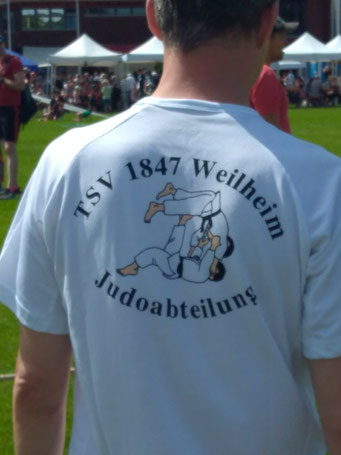 TSV 1847 Weilheim
Judoabteilung